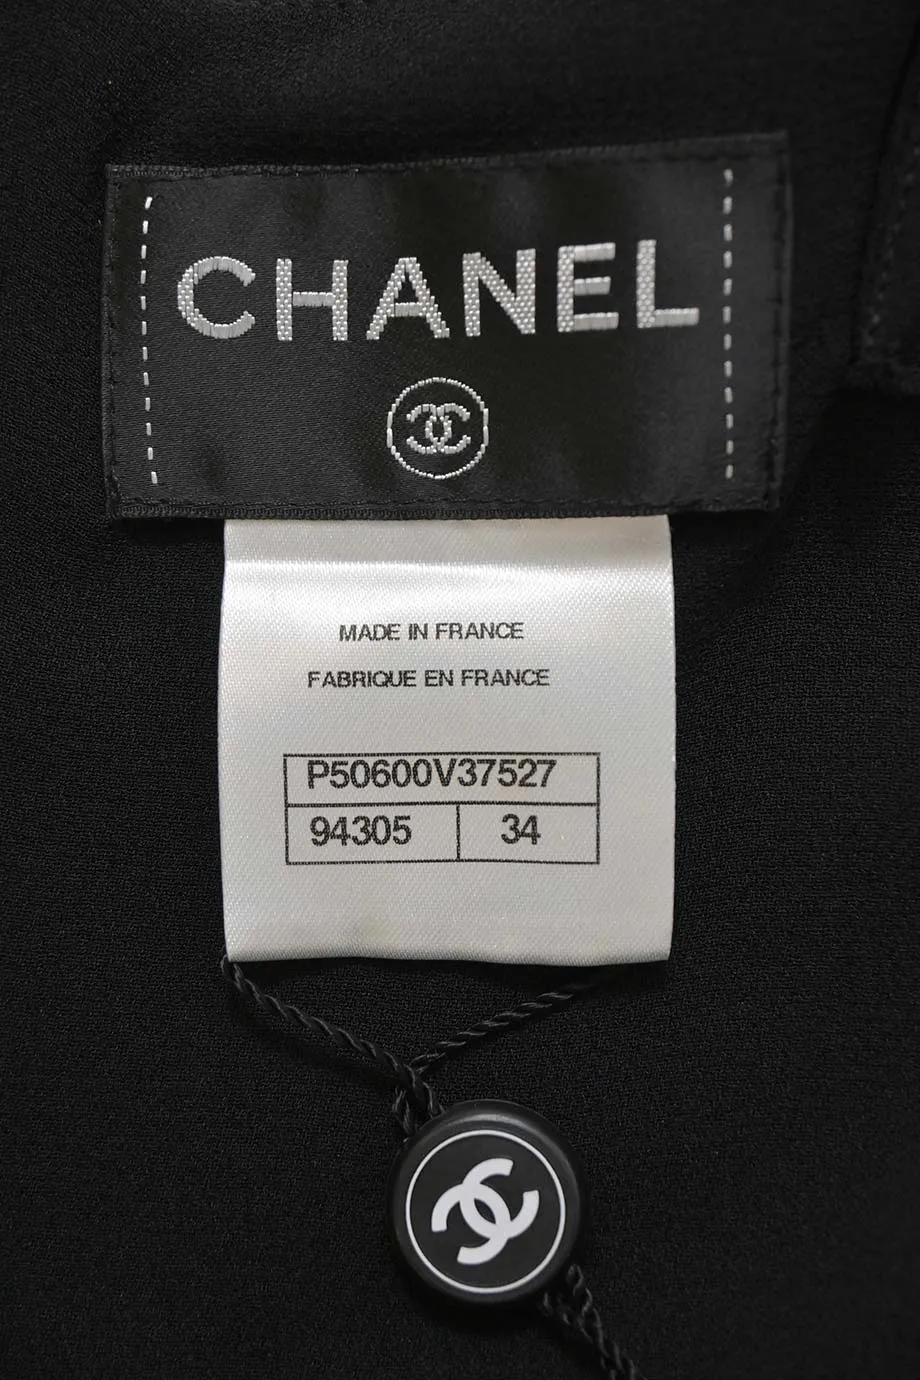 CHANEL
MADE IN FRANCE
FABRIQUE EN FRANCE
P50600V37527
94305 34